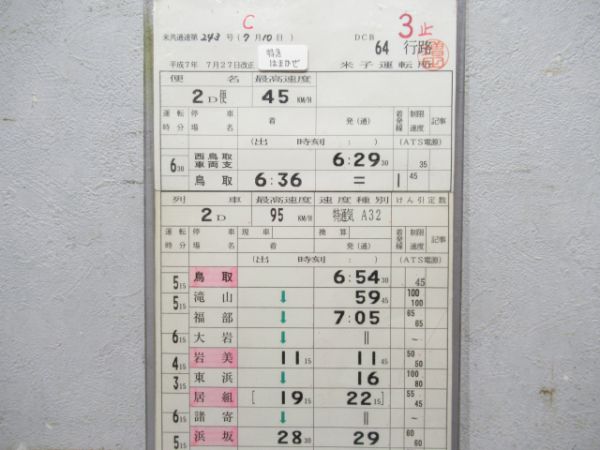 C
米共通達第 243 号 (7月10日)
DCB
3止
特急
はまかぜ
64 行路
平成7年 7月27日改正
米子運転所
便名 最高速度
2D便 45 KM/H
運転時分 停車場名 着 発(通) 着発線 制限速度 記事
(出 時刻 : ) (ATS電源)
6 30 西鳥取車両支 6:29 30 35
鳥取 6:36 = 1 45
列車 最高速度 速度種別 けん引定数
2D 95 KM/H 特通気 A32
運転時分 停車場名 現車 着 換算 発(通) 着発線 制限速度 記事
(出 時刻 : ) (ATS電源)
5 15 鳥取 6:54 30 45
5 15 滝山 ↓ 59 45 100 100
福部 ↓ 7:05 65 65
6 15 大岩 ↓ || ~
4 15 岩美 11 15 11 45 50 50
3 15 東浜 ↓ 16 100 80
居組 [ 19 15 22 15 ] 55 45
6 15 諸寄 ↓ || ~
5 15 浜坂 28 30 29 60 60